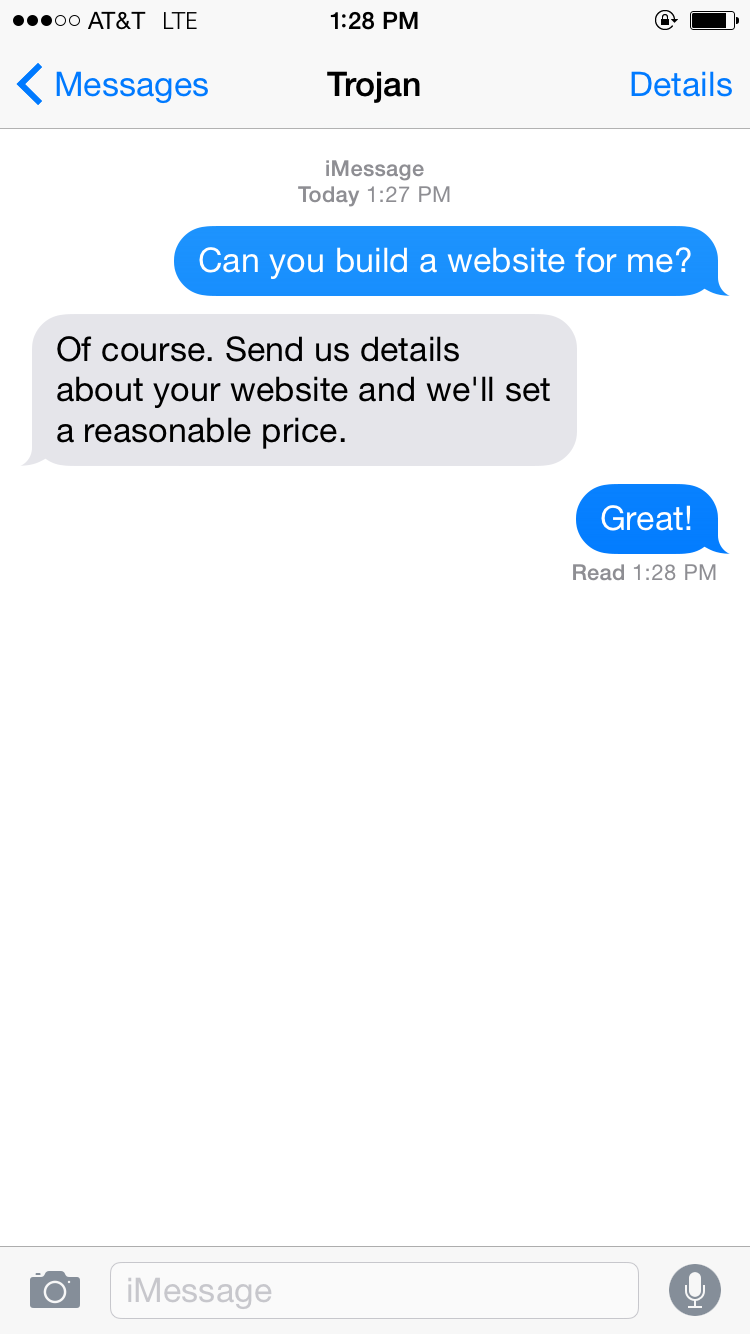 AT&T LTE 1:28 PM
Messages Trojan Details
iMessage
Today 1:27 PM
Can you build a website for me?
Of course. Send us details
about your website and we'll set
a reasonable price.
Great!
Read 1:28 PM
iMessage